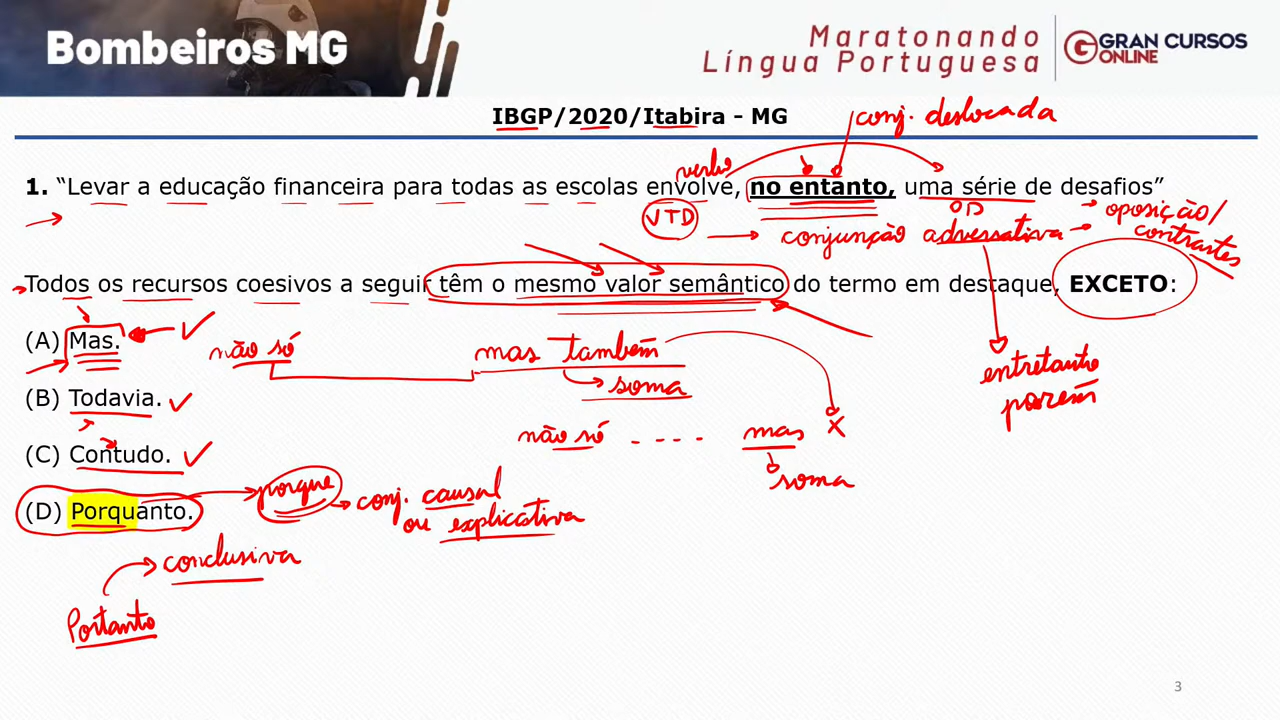 Bombeiros MG
Maratonando
Língua Portuguesa
GRAN CURSOS
ONLINE
IBGP/2020/Itabira - MG
conj. deslocada
verbo
1. “Levar a educação financeira para todas as escolas envolve, no entanto, uma série de desafios”
VTD
OD
conjunção adversativa
oposição/
contrastes
Todos os recursos coesivos a seguir têm o mesmo valor semântico do termo em destaque, EXCETO:
(A) Mas.
não só
mas também
soma
entretanto
porém
(B) Todavia.
não só ---- mas
soma
(C) Contudo.
(D) Porquanto.
porque
conj. causal
ou explicativa
conclusiva
Portanto
3